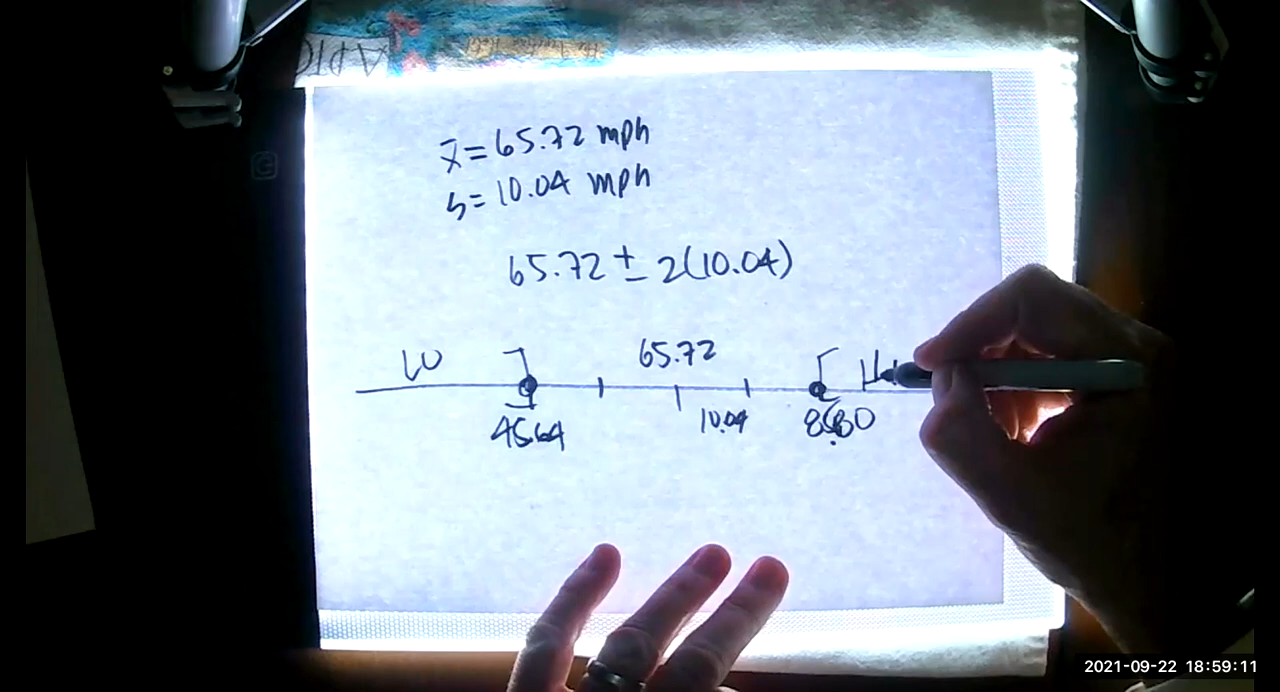 x̄ = 65.72 mph
s = 10.04 mph
65.72 ± 2(10.04)
LO 65.72 Hi
45.64 10.04 85.80
2021-09-22 18:59:11